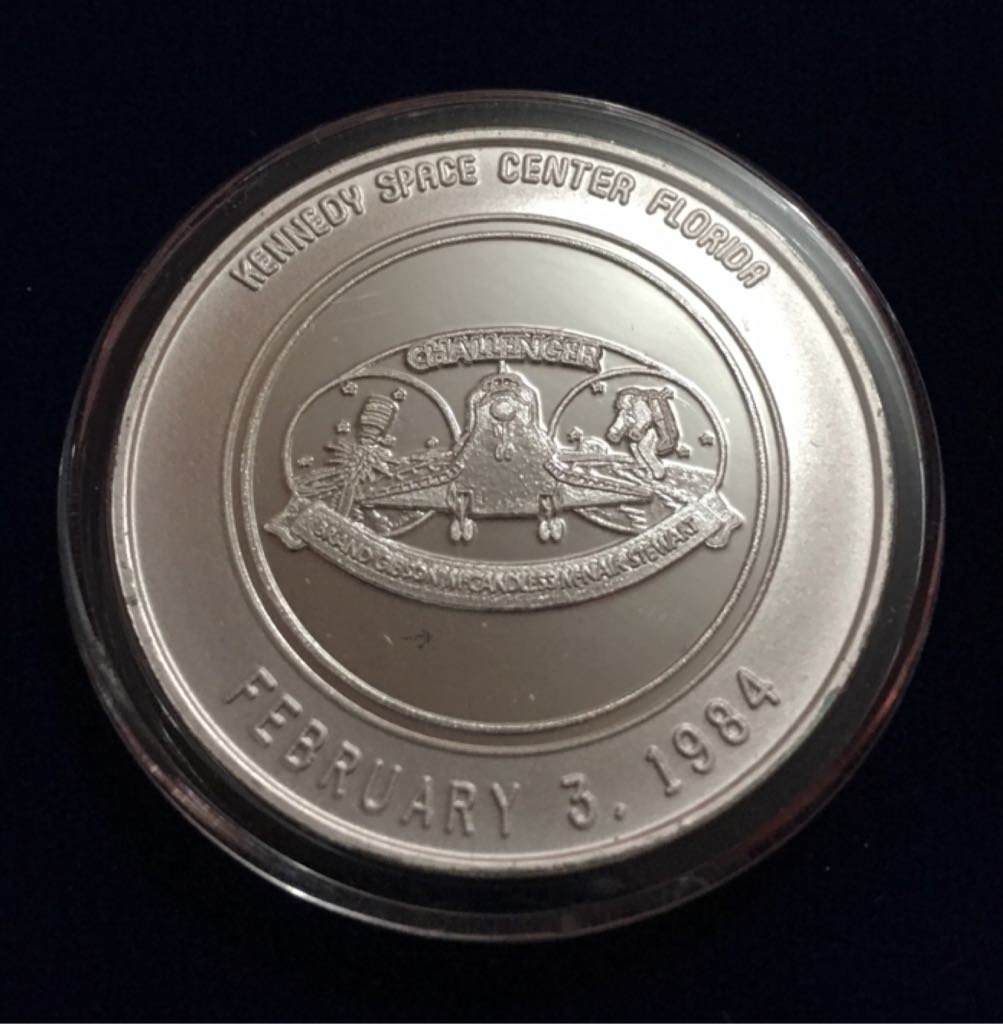 KENNEDY SPACE CENTER FLORIDA
CHALLENGER
BRAND GIBSON McCANDLESS McNAIR STEWART
FEBRUARY 3, 1984